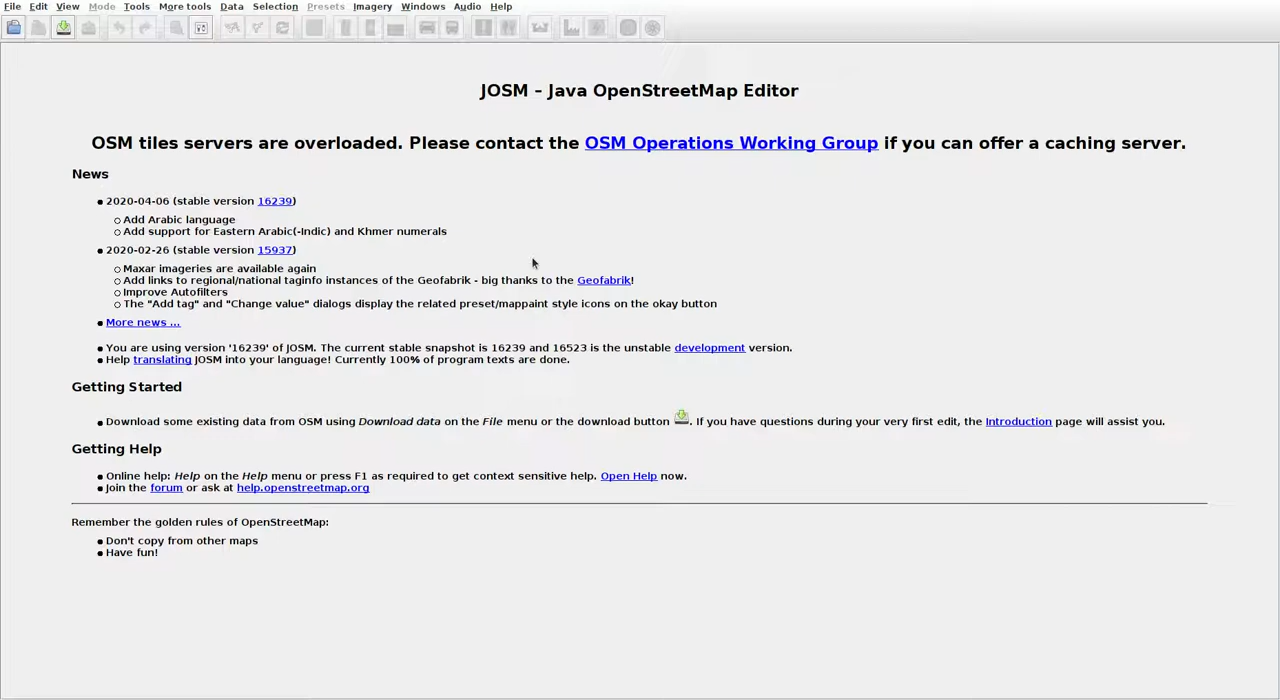 File Edit View Mode Tools More tools Data Selection Presets Imagery Windows Audio Help
JOSM – Java OpenStreetMap Editor
OSM tiles servers are overloaded. Please contact the OSM Operations Working Group if you can offer a caching server.
News
2020-04-06 (stable version 16239)
Add Arabic language
Add support for Eastern Arabic(-Indic) and Khmer numerals
2020-02-26 (stable version 15937)
Maxar imageries are available again
Add links to regional/national taginfo instances of the Geofabrik - big thanks to the Geofabrik!
Improve Autofilters
The "Add tag" and "Change value" dialogs display the related preset/mappaint style icons on the okay button
More news ...
You are using version '16239' of JOSM. The current stable snapshot is 16239 and 16523 is the unstable development version.
Help translating JOSM into your language! Currently 100% of program texts are done.
Getting Started
Download some existing data from OSM using Download data on the File menu or the download button . If you have questions during your very first edit, the Introduction page will assist you.
Getting Help
Online help: Help on the Help menu or press F1 as required to get context sensitive help. Open Help now.
Join the forum or ask at help.openstreetmap.org
Remember the golden rules of OpenStreetMap:
Don't copy from other maps
Have fun!